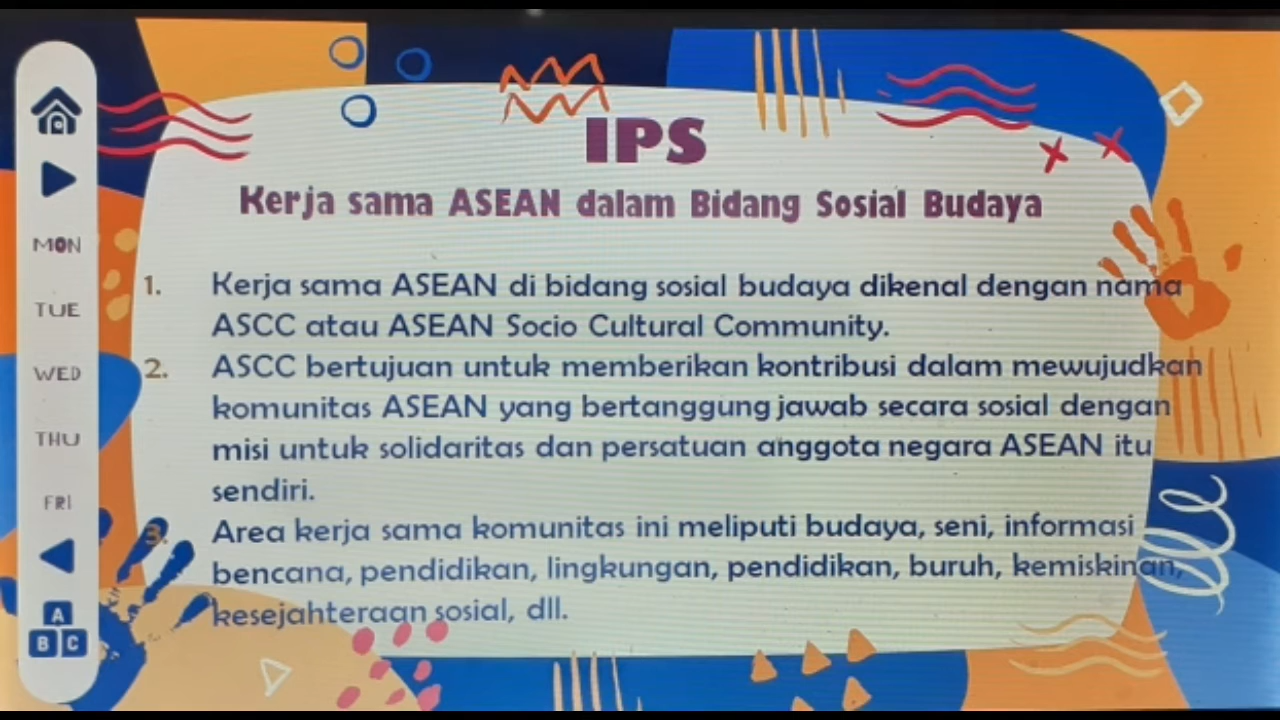 IPS
Kerja sama ASEAN dalam Bidang Sosial Budaya
MON
TUE
WED
THU
FRI
A
B C
1. Kerja sama ASEAN di bidang sosial budaya dikenal dengan nama
ASCC atau ASEAN Socio Cultural Community.
2. ASCC bertujuan untuk memberikan kontribusi dalam mewujudkan
komunitas ASEAN yang bertanggung jawab secara sosial dengan
misi untuk solidaritas dan persatuan anggota negara ASEAN itu
sendiri.
3. Area kerja sama komunitas ini meliputi budaya, seni, informasi
bencana, pendidikan, lingkungan, pendidikan, buruh, kemiskinan,
kesejahteraan sosial, dll.